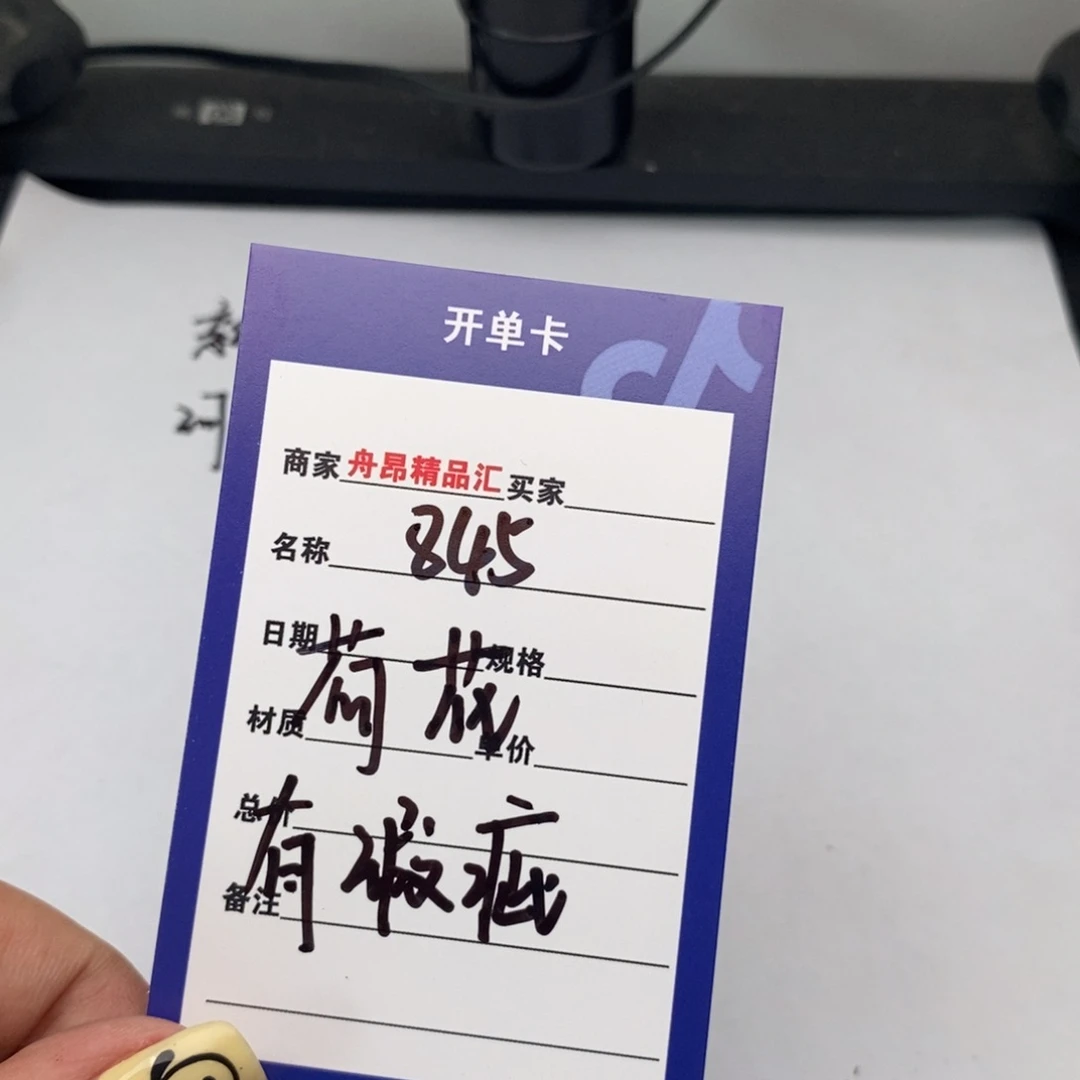 开单卡
商家 舟昂精品汇 买家
名称 845
日期 规格
荷花
材质 单价
总价
有瑕疵
备注